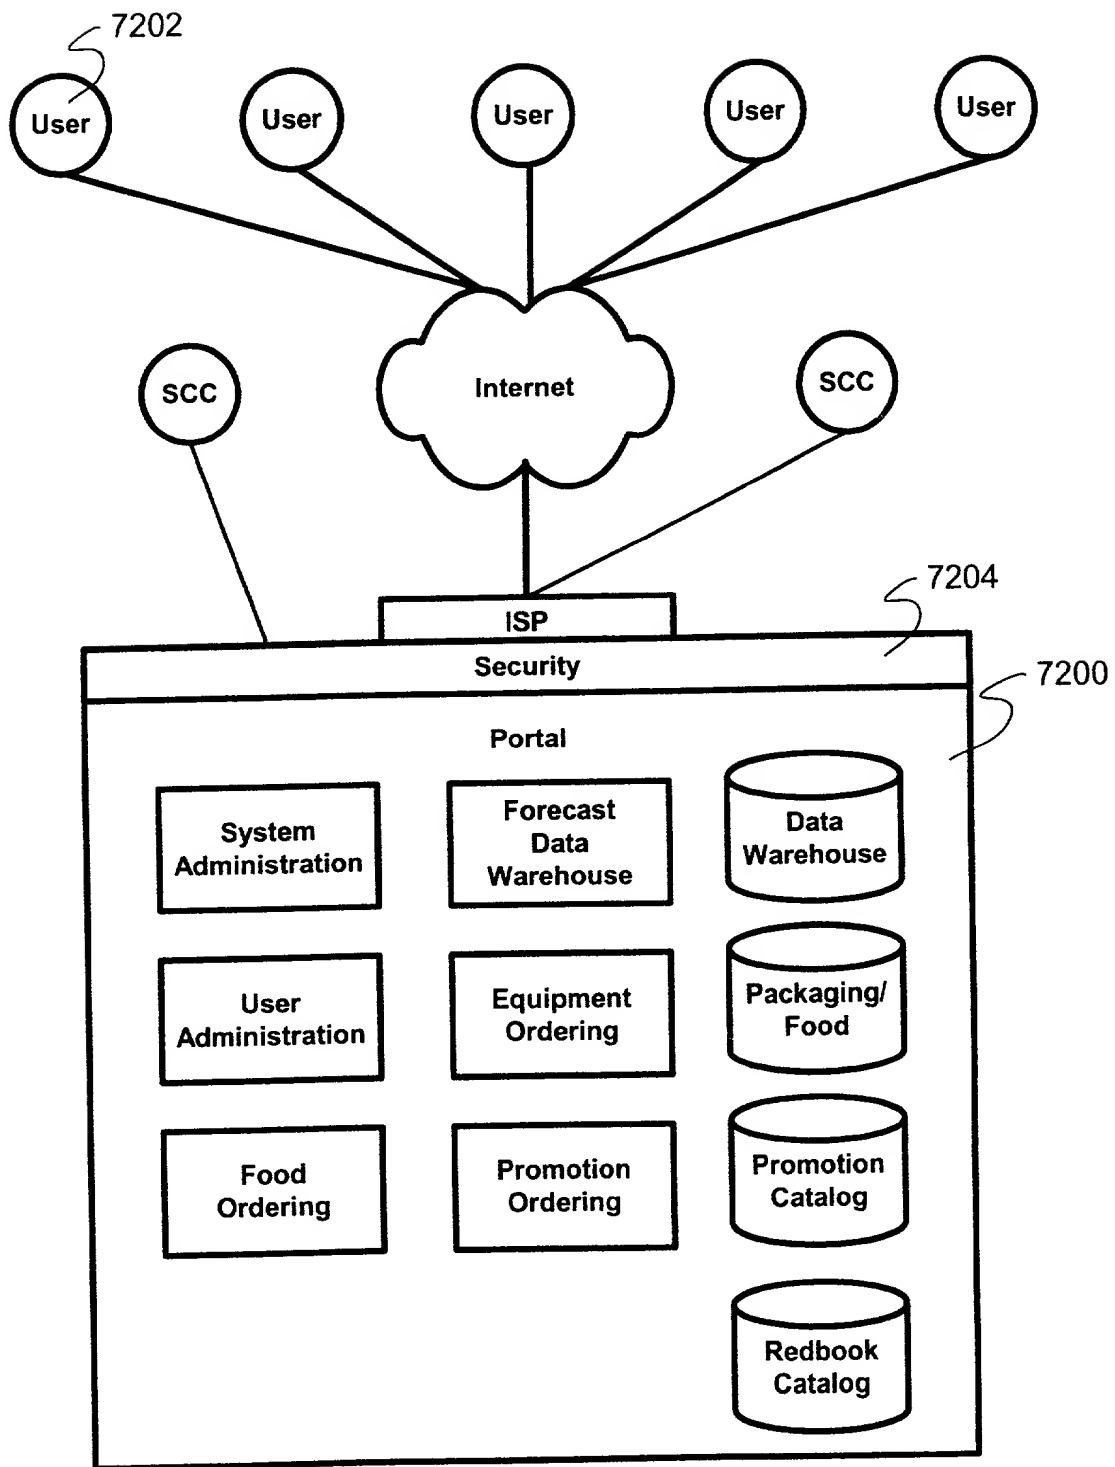 7202
User
User
User
User
User
Internet
SCC
SCC
7204
ISP
Security
7200
Portal
System
Administration
Forecast
Data
Warehouse
Data
Warehouse
User
Administration
Equipment
Ordering
Packaging/
Food
Food
Ordering
Promotion
Ordering
Promotion
Catalog
Redbook
Catalog